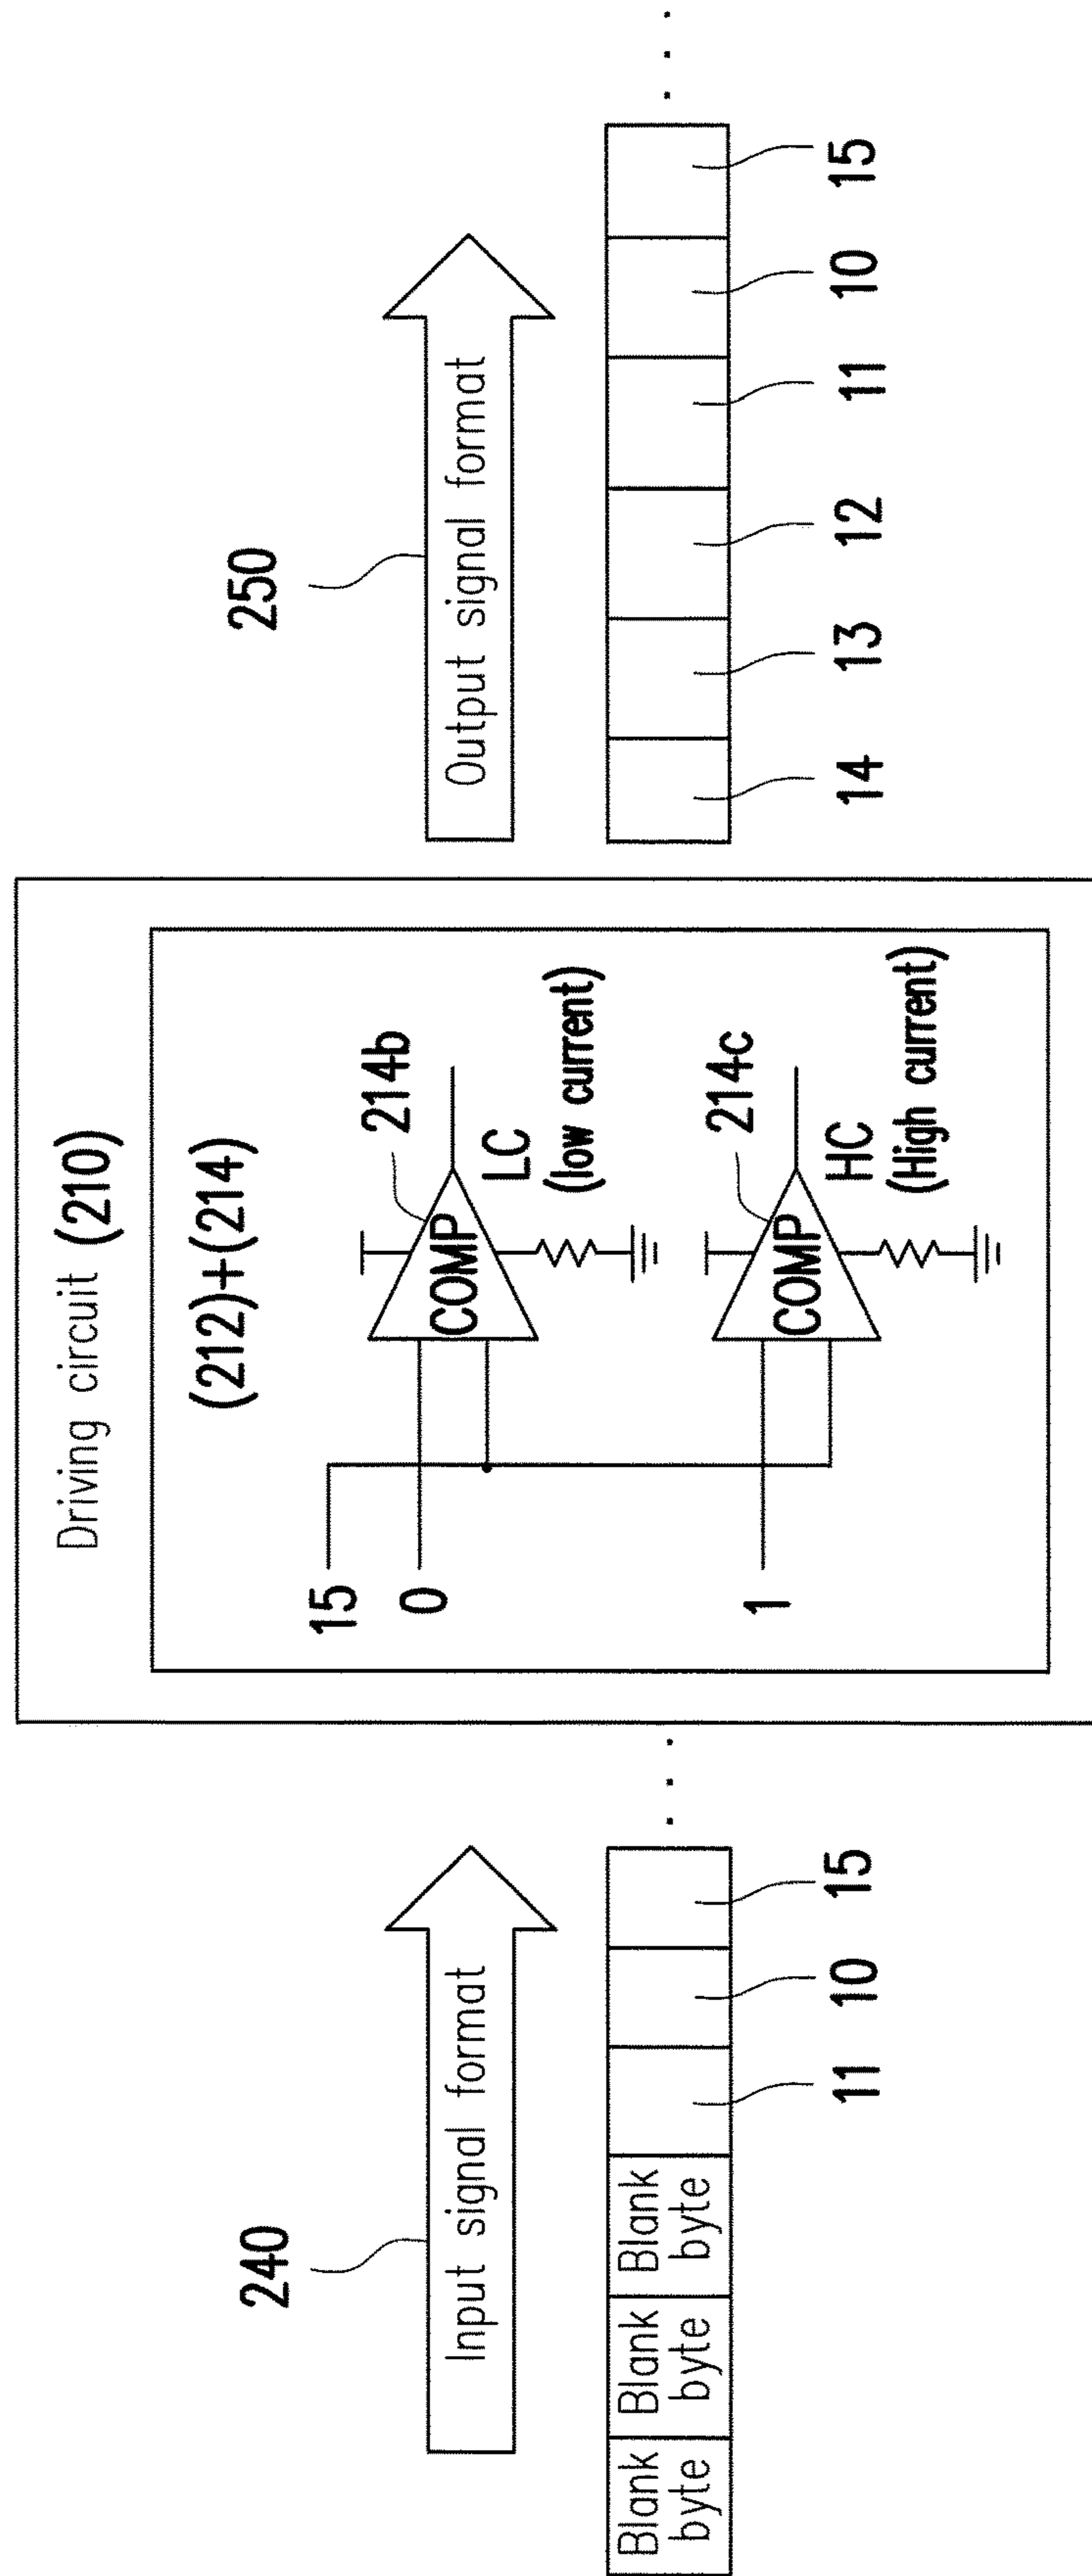 240
Input signal format
Blank
byte
Blank
byte
Blank
byte
11
10
15
. . .
Driving circuit (210)
(212)+(214)
15
0
1
COMP
214b
LC
(low current)
COMP
214c
HC
(High current)
250
Output signal format
14
13
12
11
10
15
. . .